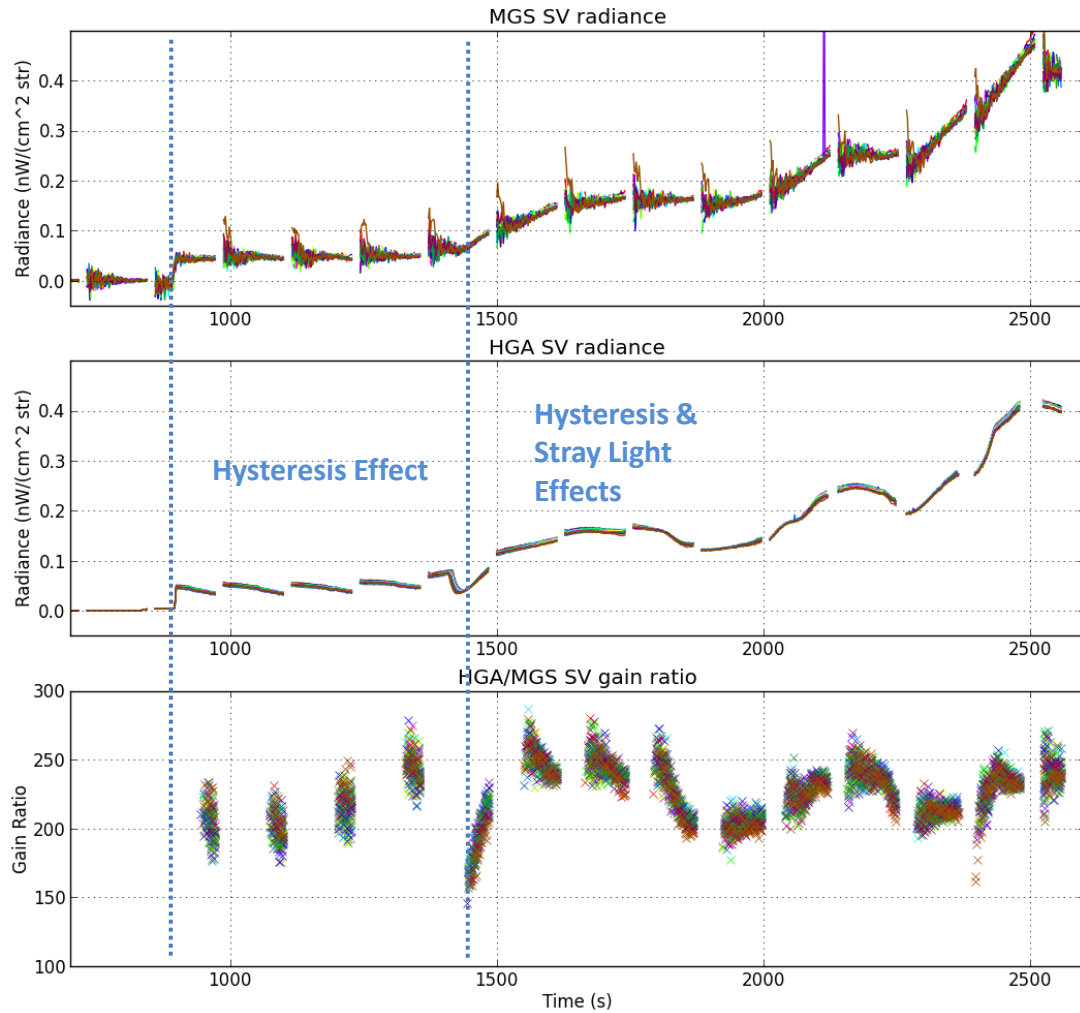 MGS SV radiance
Radiance (nW/(cm^2 str)
0.4
0.3
0.2
0.1
0.0
1000
1500
2000
2500
HGA SV radiance
Radiance (nW/(cm^2 str)
0.4
0.3
0.2
0.1
0.0
Hysteresis Effect
Hysteresis &
Stray Light
Effects
1000
1500
2000
2500
HGA/MGS SV gain ratio
Gain Ratio
300
250
200
150
100
1000
1500
2000
2500
Time (s)